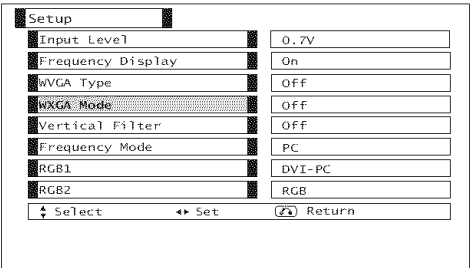 Setup
Input Level 0.7V
Frequency Display On
WVGA Type Off
WXGA Mode Off
Vertical Filter Off
Frequency Mode PC
RGB1 DVI-PC
RGB2 RGB
Select Set Return